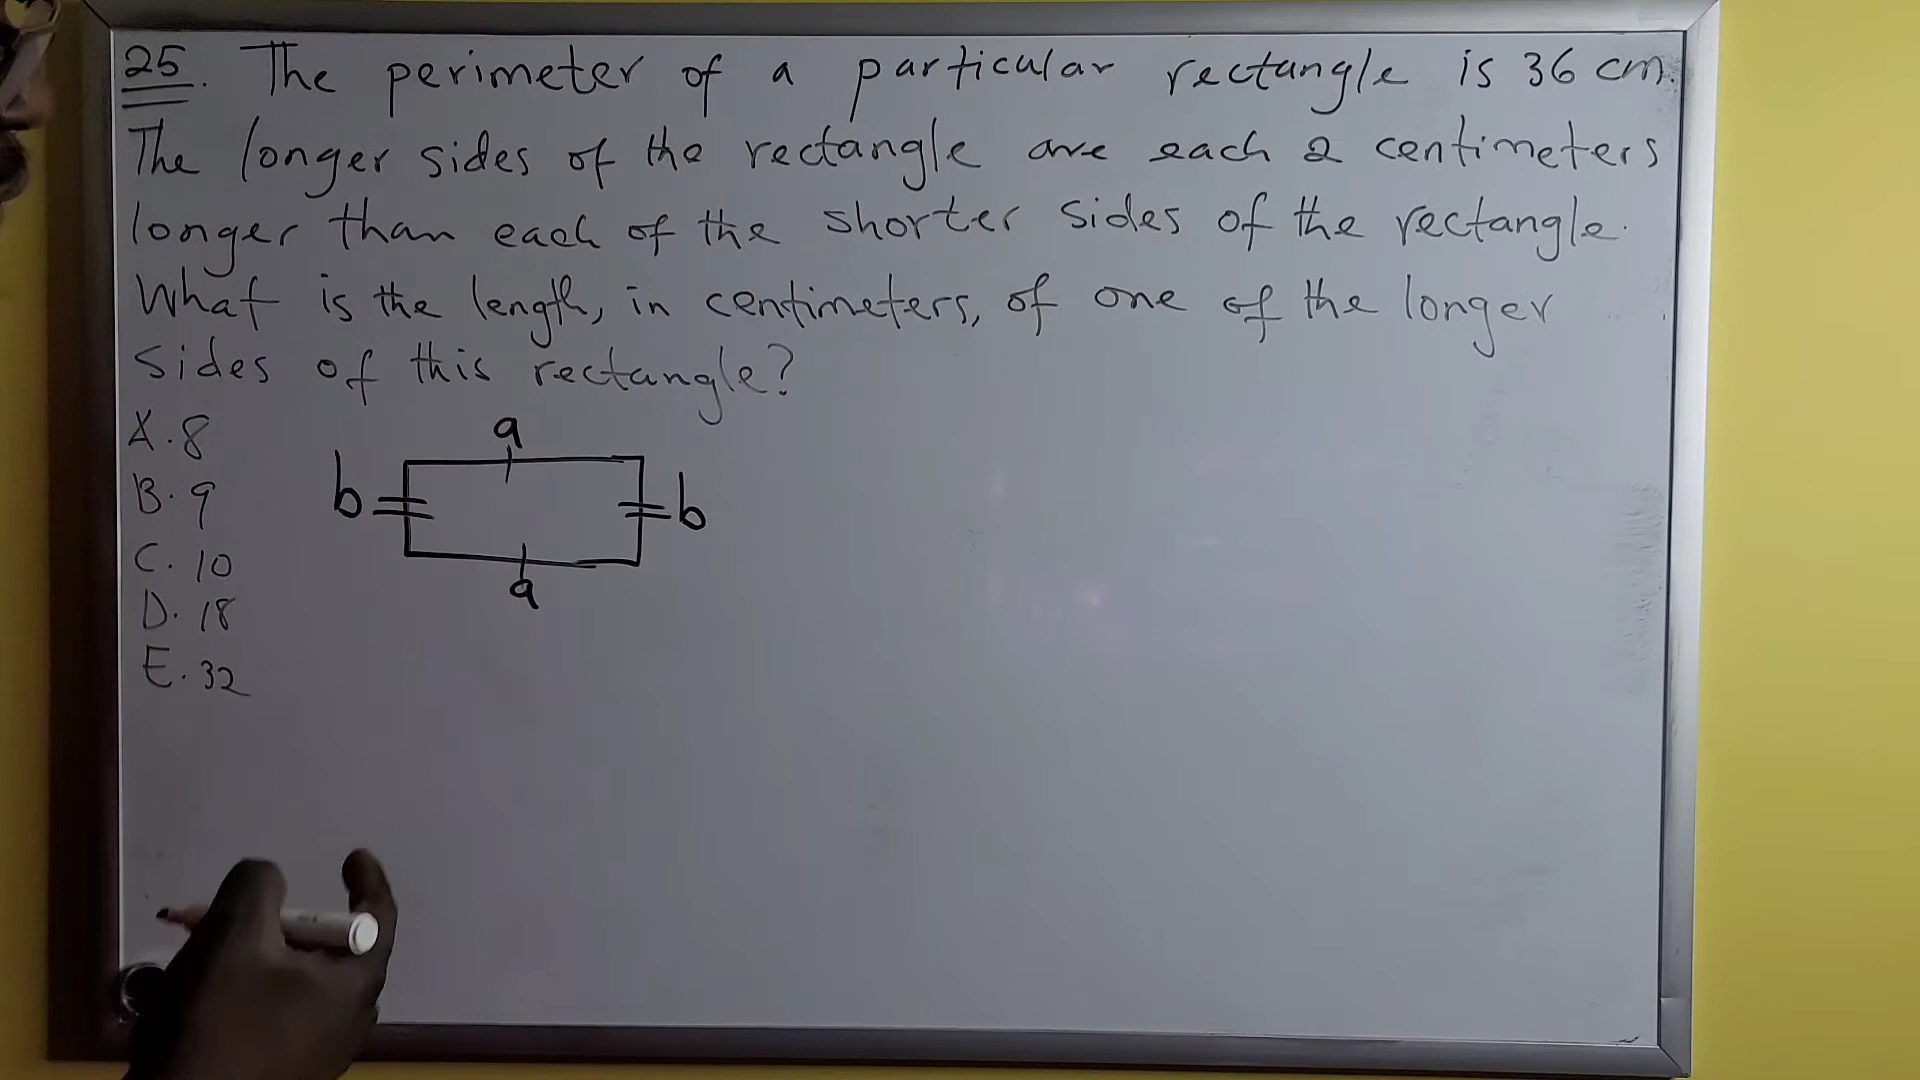 25. The perimeter of a particular rectangle is 36 cm.
The longer sides of the rectangle are each 2 centimeters
longer than each of the shorter sides of the rectangle.
What is the length, in centimeters, of one of the longer
sides of this rectangle?
A. 8
B. 9
C. 10
D. 18
E. 32
a
b
b
a